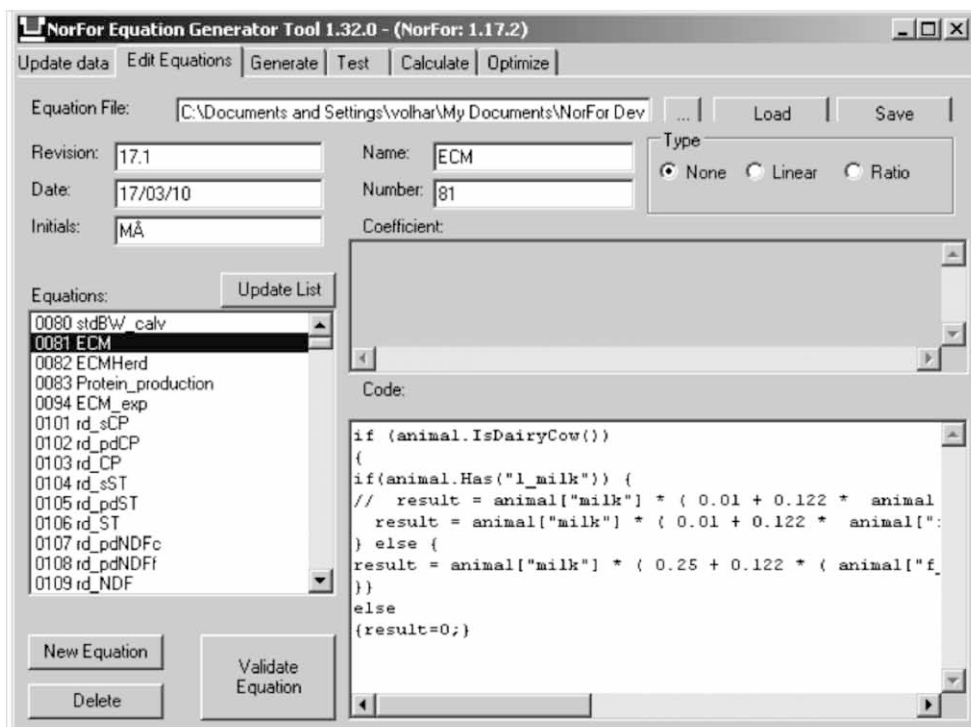 NorFor Equation Generator Tool 1.32.0 - (NorFor: 1.17.2)
Update data Edit Equations Generate Test Calculate Optimize
Equation File: C:\Documents and Settings\volhar\My Documents\NorFor Dev ... Load Save
Revision: 17.1
Date: 17/03/10
Initials: MÅ
Name: ECM
Number: 81
Type
None Linear Ratio
Coefficient:
Equations: Update List
0080 stdBW_calv
0081 ECM
0082 ECMHerd
0083 Protein_production
0094 ECM_exp
0101 rd_sCP
0102 rd_pdCP
0103 rd_CP
0104 rd_sST
0105 rd_pdST
0106 rd_ST
0107 rd_pdNDFc
0108 rd_pdNDFf
0109 rd_NDF
New Equation
Delete
Validate
Equation
Code:
if (animal.IsDairyCow())
{
if(animal.Has("l_milk")) {
//  result = animal["milk"] * ( 0.01 + 0.122 *  animal
result = animal["milk"] * ( 0.01 + 0.122 *  animal["
} else {
result = animal["milk"] * ( 0.25 + 0.122 * ( animal["f_
}}
else
{result=0;}